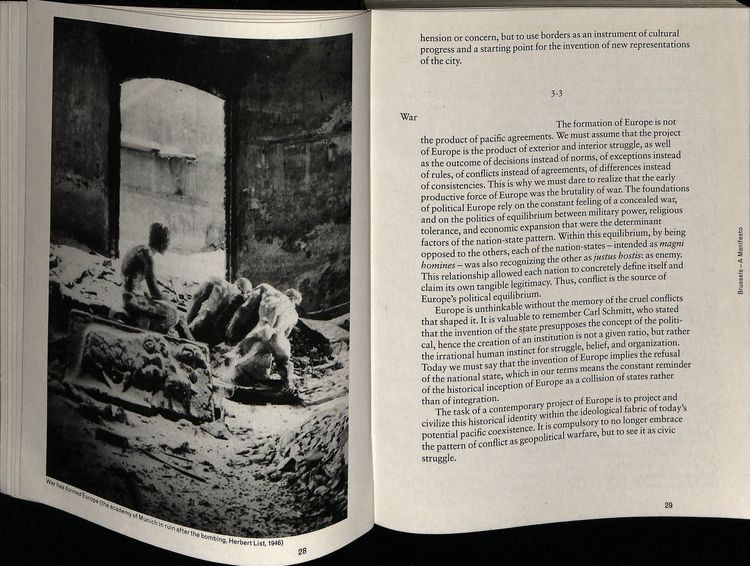 War has formed Europe (the academy of Munich in ruin after the bombing, Herbert List, 1946)
28
hension or concern, but to use borders as an instrument of cultural
progress and a starting point for the invention of new representations
of the city.
3.3
War
The formation of Europe is not
the product of pacific agreements. We must assume that the project
of Europe is the product of exterior and interior struggle, as well
as the outcome of decisions instead of norms, of exceptions instead
of rules, of conflicts instead of agreements, of differences instead
of consistencies. This is why we must dare to realize that the early
productive force of Europe was the brutality of war. The foundations
of political Europe rely on the constant feeling of a concealed war,
and on the politics of equilibrium between military power, religious
tolerance, and economic expansion that were the determinant
factors of the nation-state pattern. Within this equilibrium, by being
opposed to the others, each of the nation-states – intended as magni
homines – was also recognizing the other as justus hostis: as enemy.
This relationship allowed each nation to concretely define itself and
claim its own tangible legitimacy. Thus, conflict is the source of
Europe's political equilibrium.
Europe is unthinkable without the memory of the cruel conflicts
that shaped it. It is valuable to remember Carl Schmitt, who stated
that the invention of the state presupposes the concept of the politi-
cal, hence the creation of an institution is not a given ratio, but rather
the irrational human instinct for struggle, belief, and organization.
Today we must say that the invention of Europe implies the refusal
of the national state, which in our terms means the constant reminder
of the historical inception of Europe as a collision of states rather
than of integration.
The task of a contemporary project of Europe is to project and
civilize this historical identity within the ideological fabric of today's
potential pacific coexistence. It is compulsory to no longer embrace
the pattern of conflict as geopolitical warfare, but to see it as civic
struggle.
Brussels – A Manifesto
29